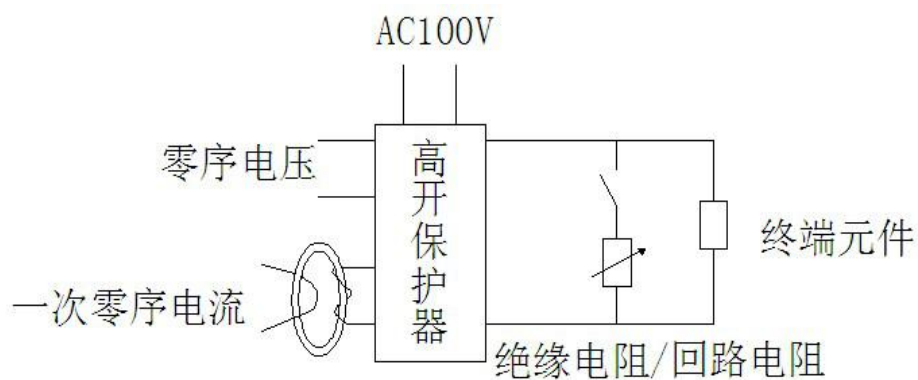 AC100V
零序电压
高开保护器
终端元件
一次零序电流
绝缘电阻/回路电阻